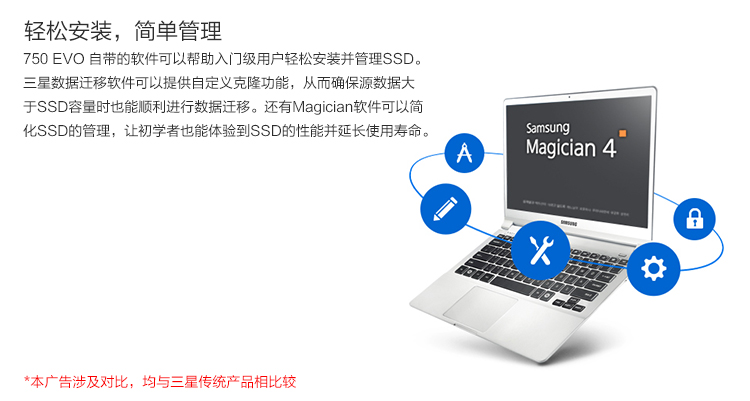 轻松安装，简单管理
750 EVO 自带的软件可以帮助入门级用户轻松安装并管理SSD。
三星数据迁移软件可以提供自定义克隆功能，从而确保源数据大
于SSD容量时也能顺利进行数据迁移。还有Magician软件可以简
化SSD的管理，让初学者也能体验到SSD的性能并延长使用寿命。
Samsung
Magician 4
SAMSUNG
*本广告涉及对比，均与三星传统产品相比较